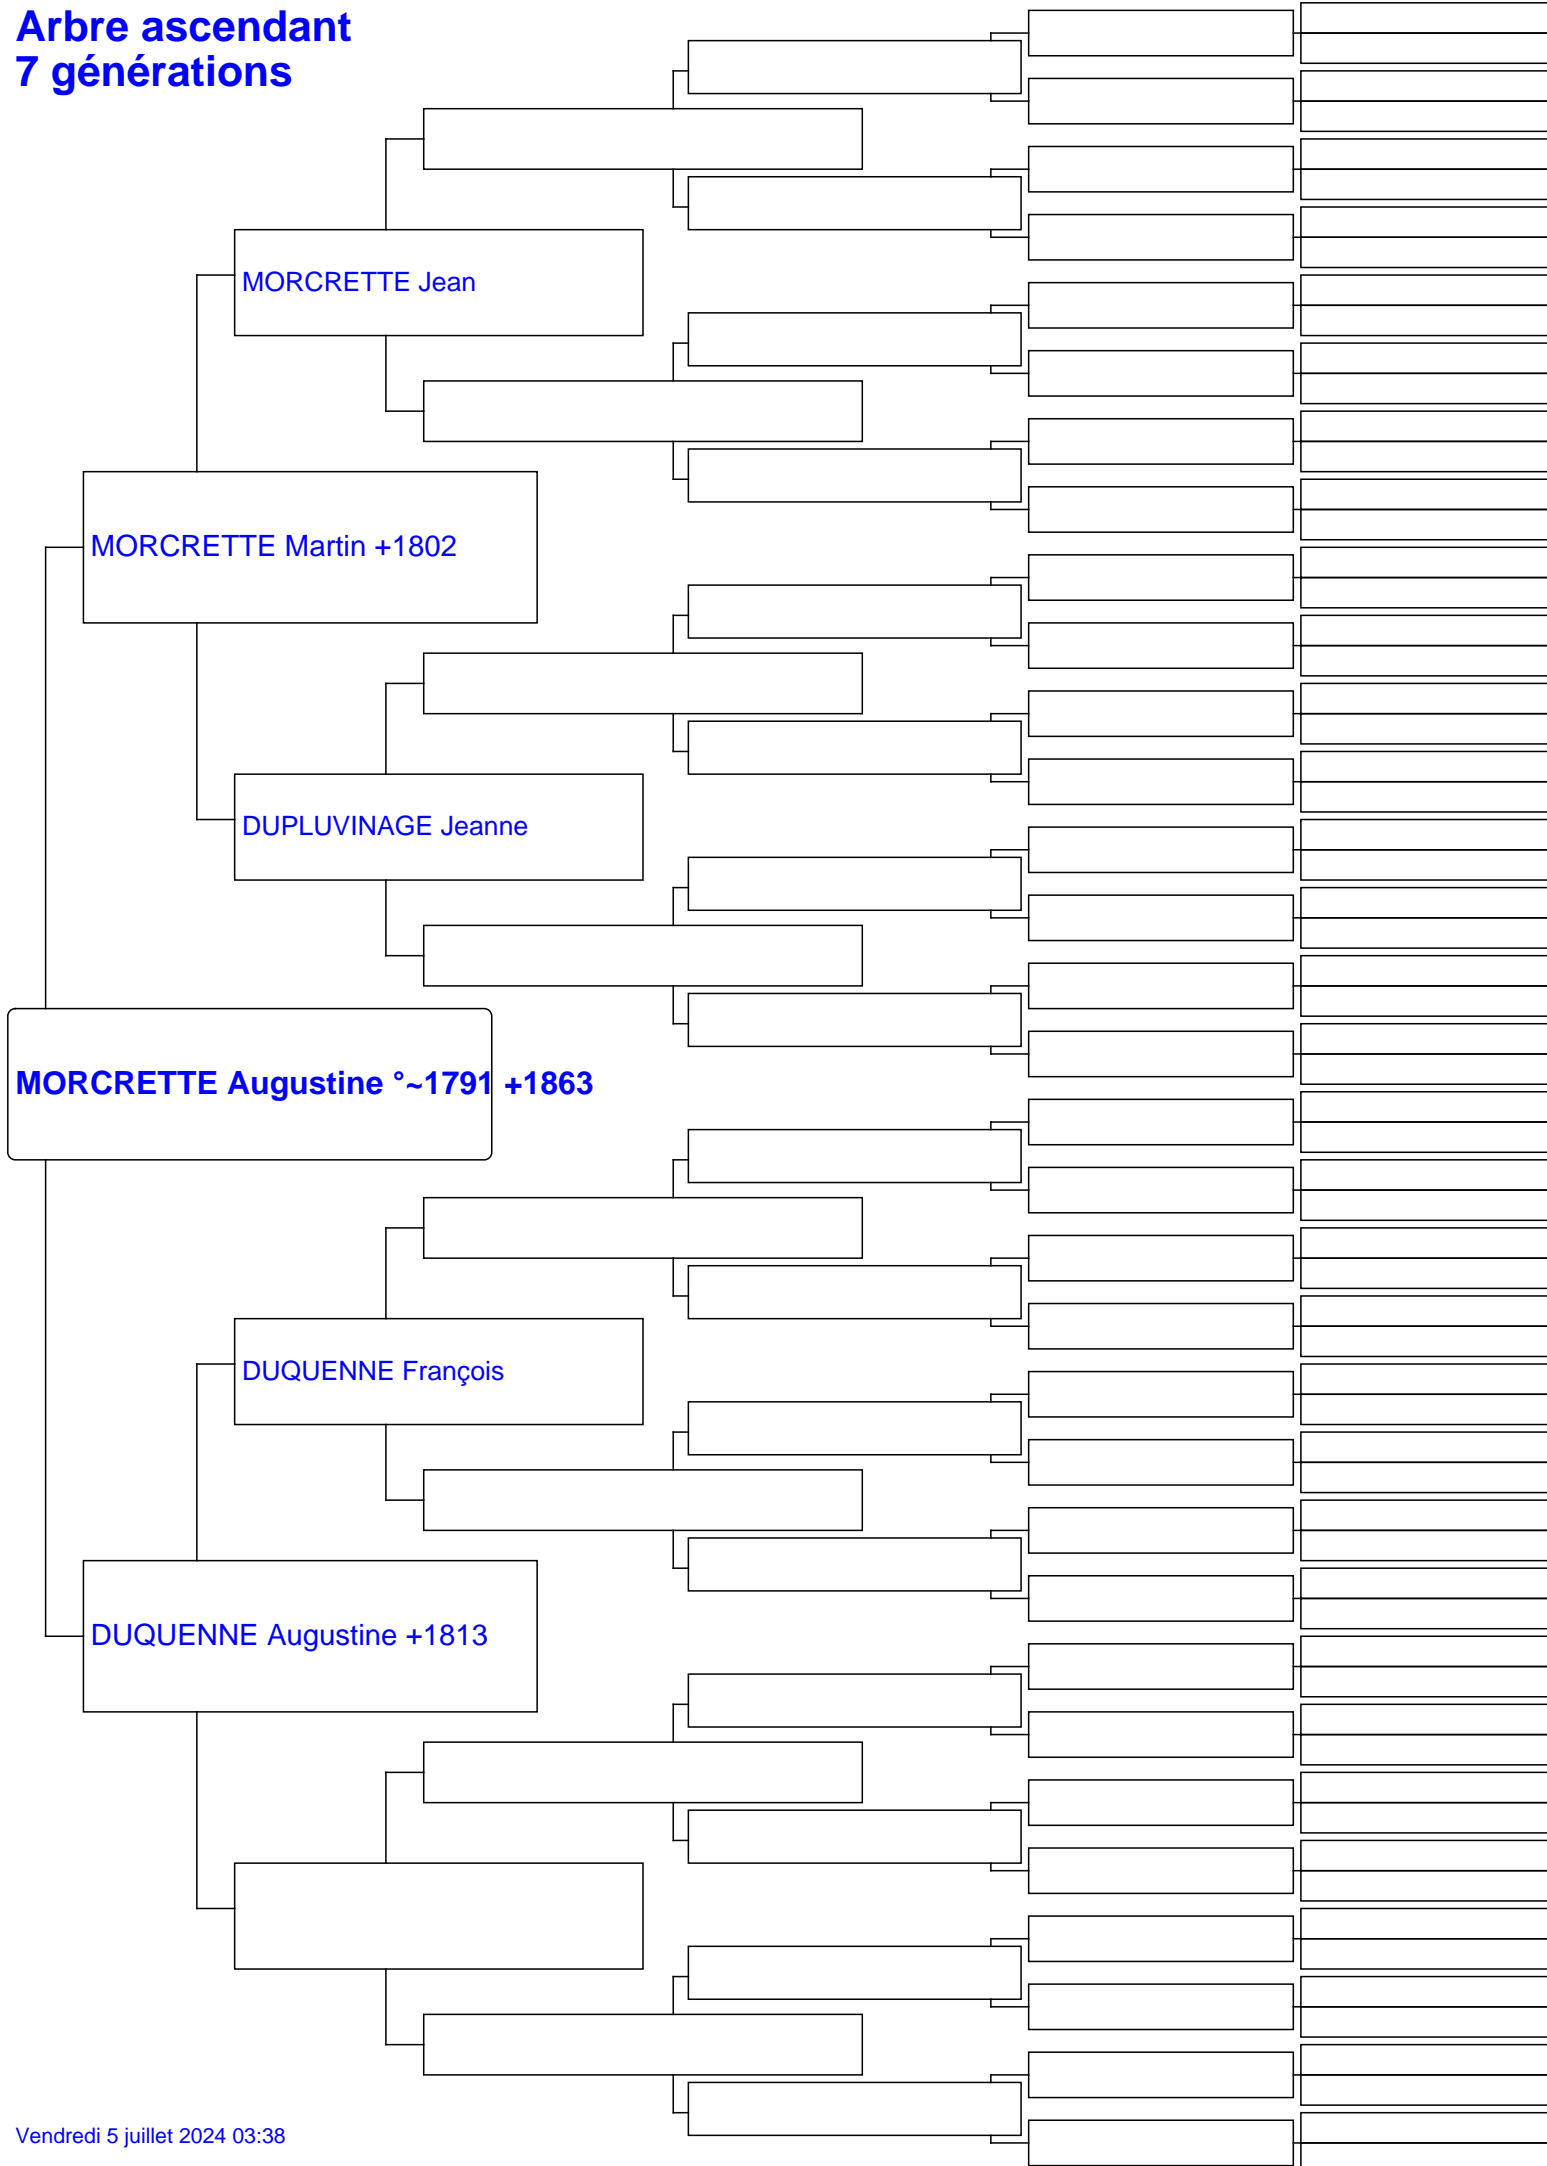 Arbre ascendant
7 générations
MORCRETTE Jean
MORCRETTE Martin +1802
DUPLUVINAGE Jeanne
MORCRETTE Augustine °~1791 +1863
DUQUENNE François
DUQUENNE Augustine +1813
Vendredi 5 juillet 2024 03:38